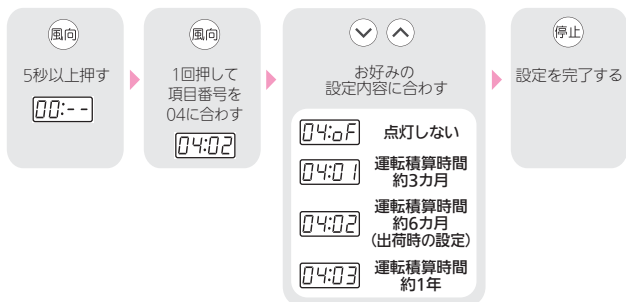 風向
5秒以上押す
00:--
風向
1回押して
項目番号を
04に合わす
04:02
お好みの
設定内容に合わす
04:oF 点灯しない
04:01 運転積算時間
約3カ月
04:02 運転積算時間
約6カ月
(出荷時の設定)
04:03 運転積算時間
約1年
停止
設定を完了する